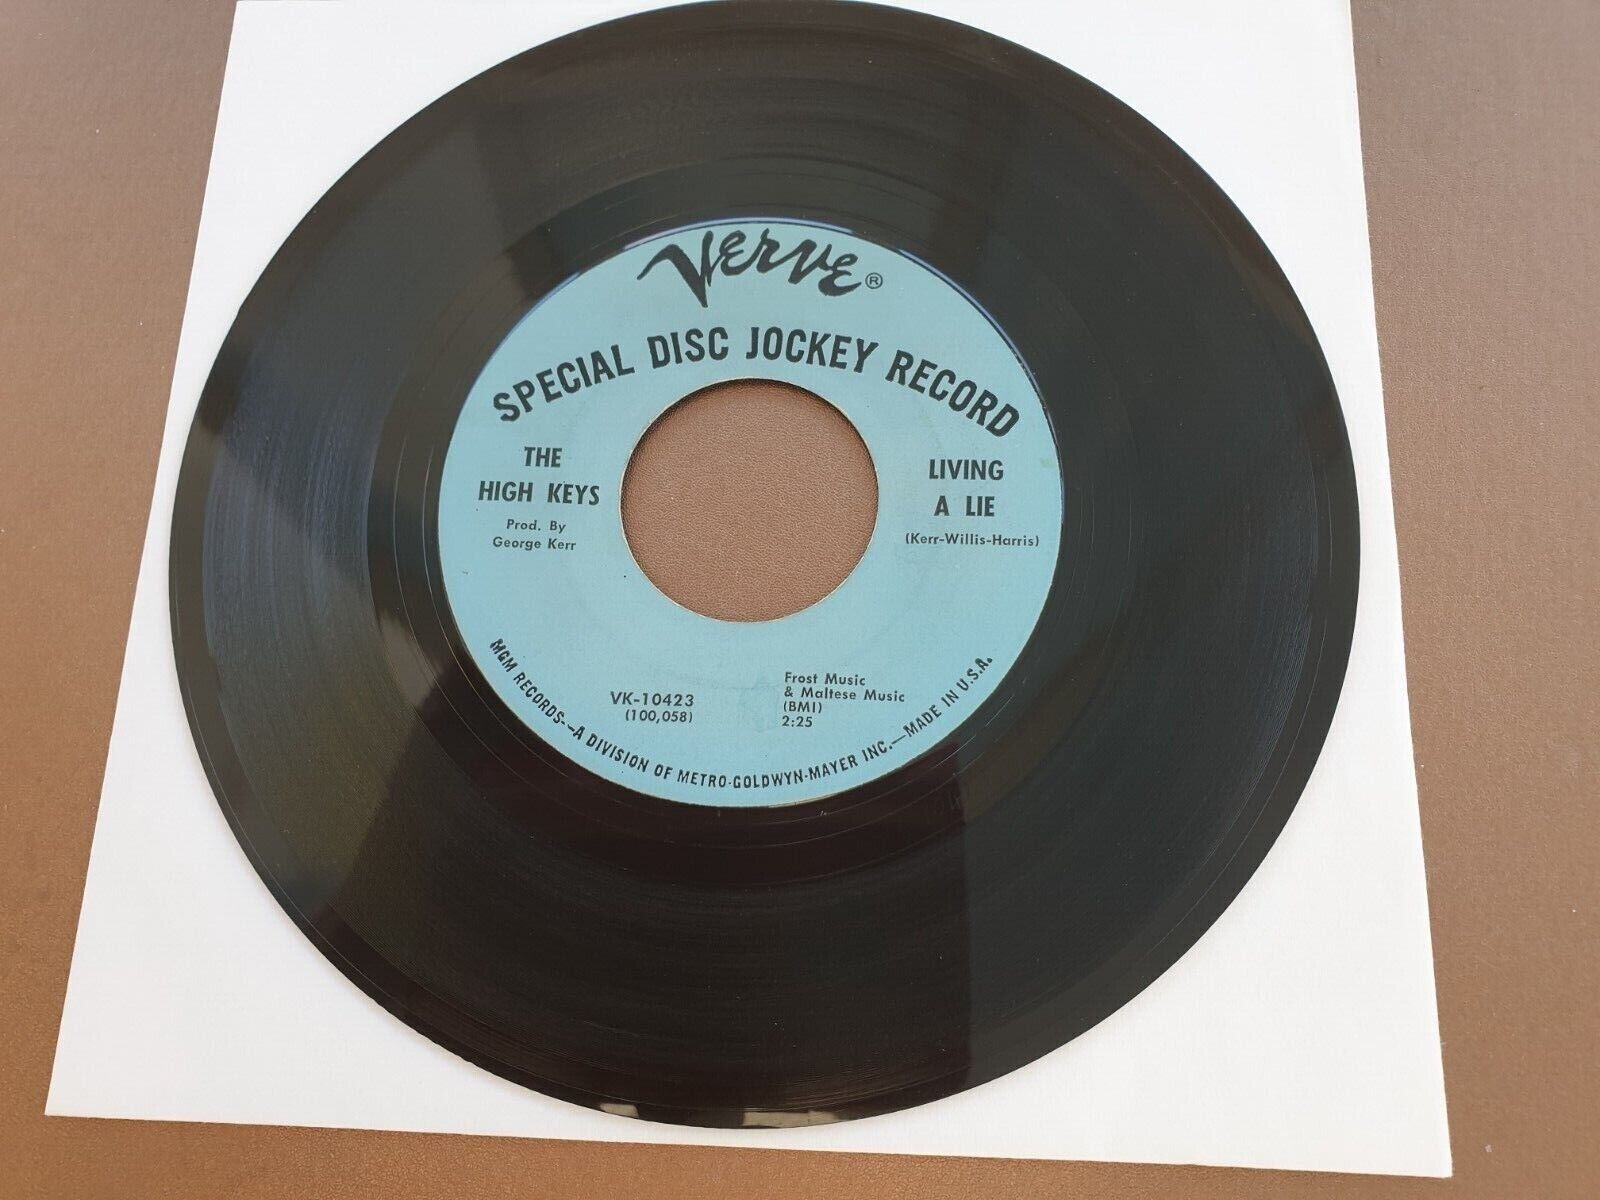 VERVE®
SPECIAL DISC JOCKEY RECORD
THE
HIGH KEYS
Prod. By
George Kerr
LIVING
A LIE
(Kerr-Willis-Harris)
VK-10423
(100,058)
Frost Music
& Maltese Music
(BMI)
2:25
MGM RECORDS--A DIVISION OF METRO-GOLDWYN-MAYER INC.—MADE IN U.S.A.